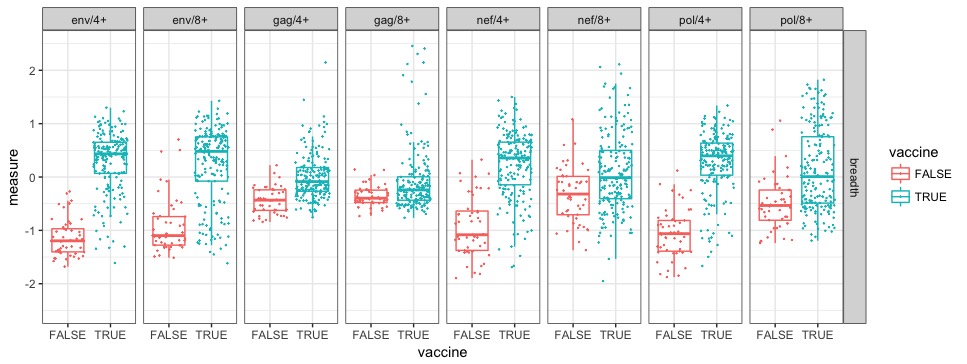 env/4+ env/8+ gag/4+ gag/8+ nef/4+ nef/8+ pol/4+ pol/8+
measure
2
1
0
-1
-2
breadth
vaccine
FALSE
TRUE
FALSE TRUE FALSE TRUE FALSE TRUE FALSE TRUE FALSE TRUE FALSE TRUE FALSE TRUE FALSE TRUE
vaccine